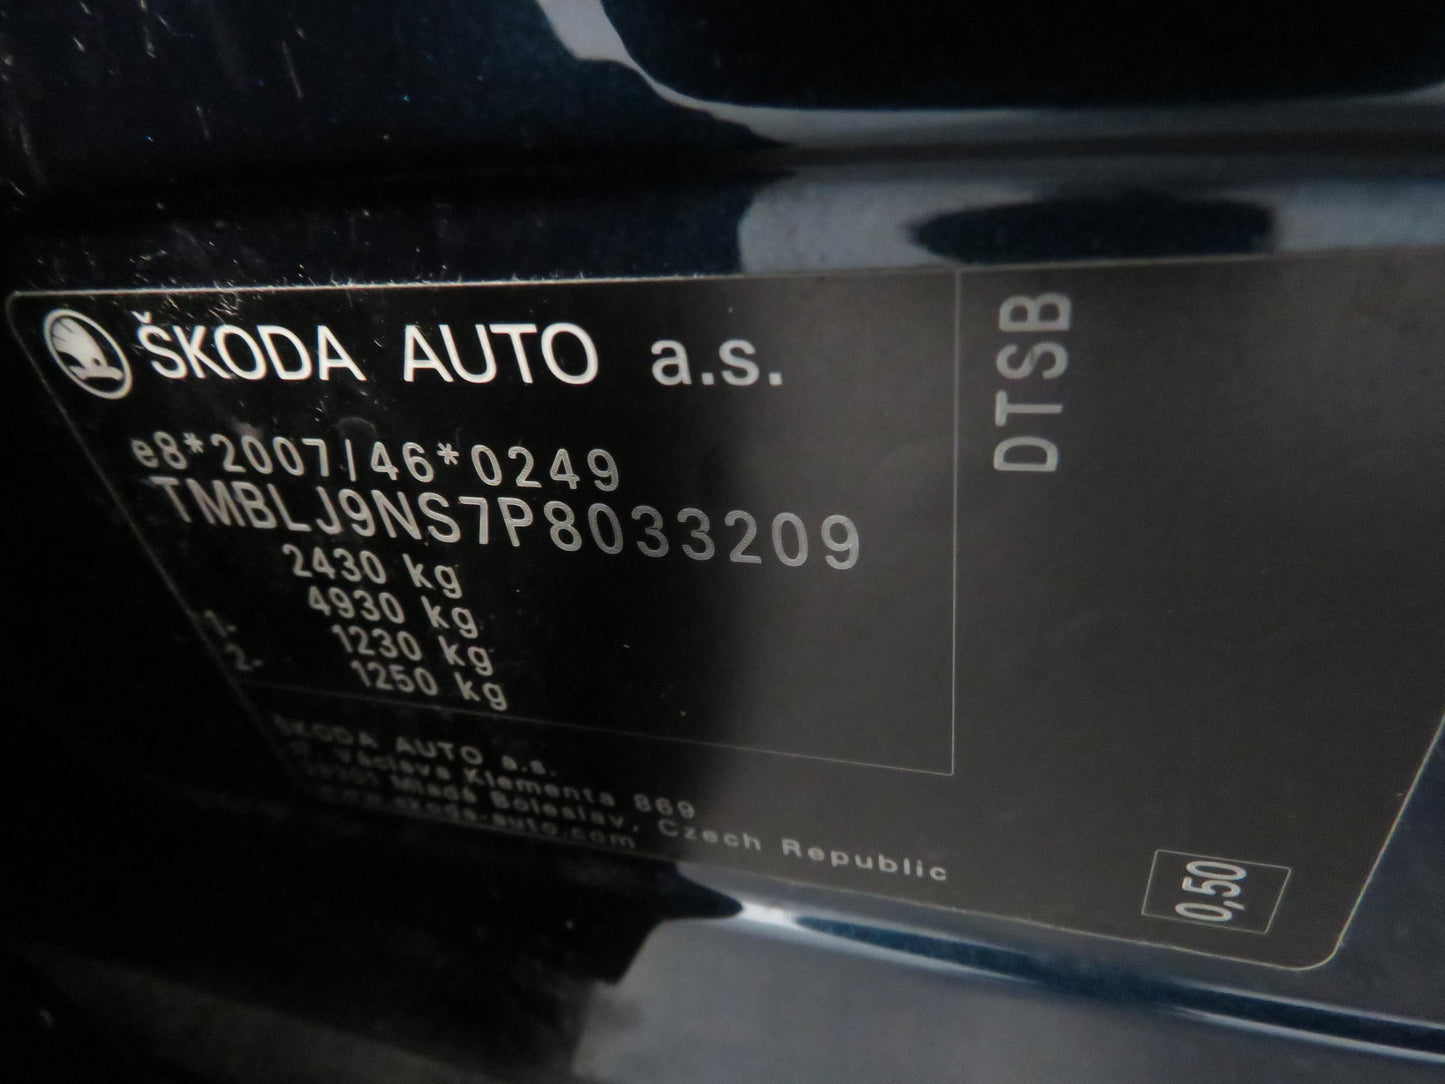 ŠKODA AUTO a.s.
e8*2007/46*0249
TMBLJ9NS7P8033209
2430 kg
4930 kg
1- 1230 kg
2- 1250 kg
ŠKODA AUTO a.s.
Václava Klementa 869
Mladá Boleslav, Czech Republic
www.skoda-auto.com
DTSB
0,50